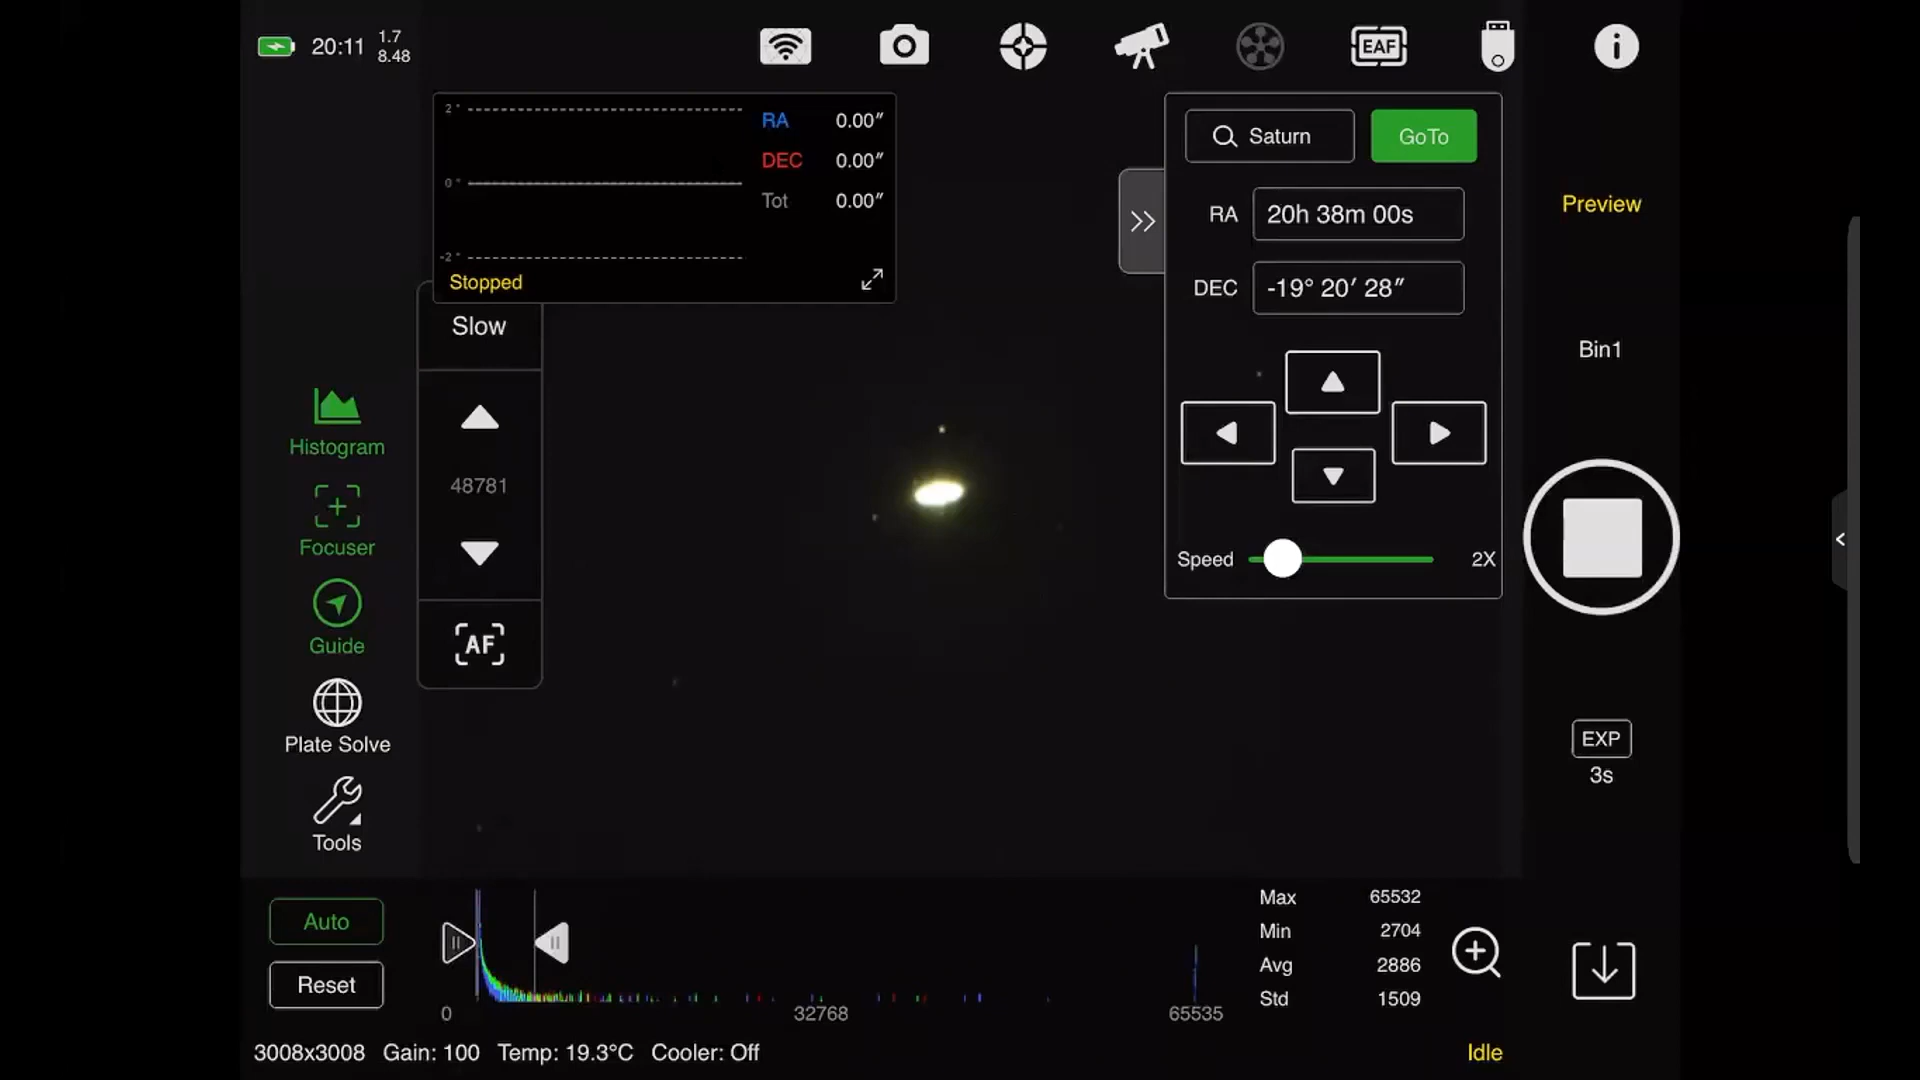 20:11
1.7
8.48
EAF
2"
0"
-2"
RA 0.00″
DEC 0.00″
Tot 0.00″
Stopped
Saturn
GoTo
RA 20h 38m 00s
DEC -19° 20′ 28″
Speed 2X
Preview
Bin1
EXP
3s
Slow
48781
AF
Histogram
Focuser
Guide
Plate Solve
Tools
Auto
Reset
0 32768 65535
Max 65532
Min 2704
Avg 2886
Std 1509
3008x3008 Gain: 100 Temp: 19.3°C Cooler: Off
Idle